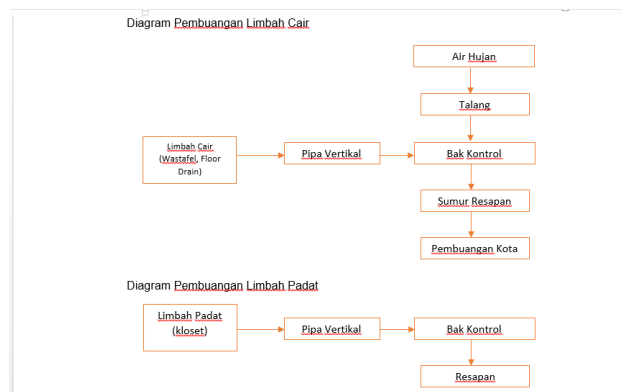 Diagram Pembuangan Limbah Cair
Air Hujan
Talang
Limbah Cair
(Wastafel, Floor
Drain)
Pipa Vertikal
Bak Kontrol
Sumur Resapan
Pembuangan Kota
Diagram Pembuangan Limbah Padat
Limbah Padat
(kloset)
Pipa Vertikal
Bak Kontrol
Resapan